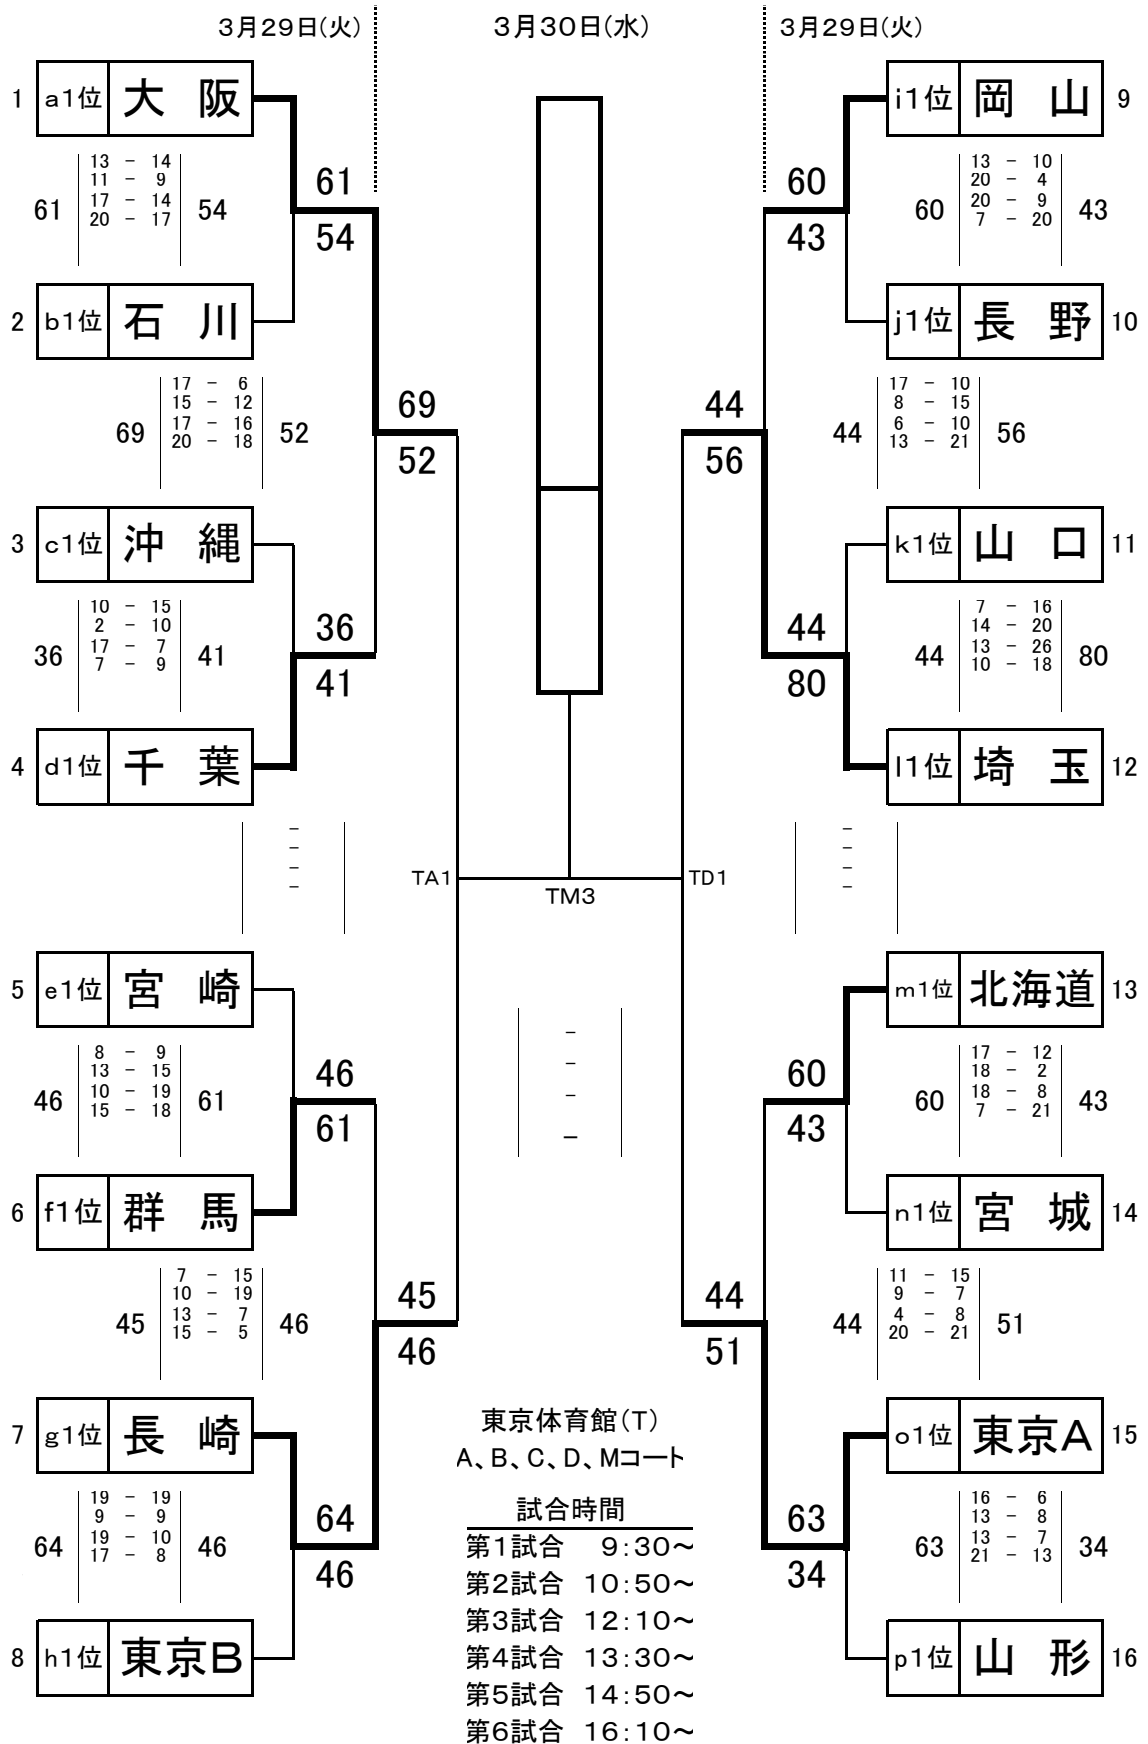 3月29日(火)
3月30日(水)
3月29日(火)
1 a1位 大 阪
13 - 14
11 - 9
61 17 - 14 54
20 - 17
61
54
2 b1位 石 川
17 - 6
15 - 12
69 17 - 16 52
20 - 18
69
52
3 c1位 沖 縄
10 - 15
2 - 10
36 17 - 7 41
7 - 9
36
41
4 d1位 千 葉
-
-
-
-
TA1
5 e1位 宮 崎
8 - 9
13 - 15
46 10 - 19 61
15 - 18
46
61
6 f1位 群 馬
7 - 15
10 - 19
45 13 - 7 46
15 - 5
45
46
7 g1位 長 崎
19 - 19
9 - 9
64 19 - 10 46
17 - 8
64
46
8 h1位 東京B
TM3
-
-
-
-
東京体育館(T)
A、B、C、D、Mコート
試合時間
第1試合 9:30~
第2試合 10:50~
第3試合 12:10~
第4試合 13:30~
第5試合 14:50~
第6試合 16:10~
i1位 岡 山 9
13 - 10
20 - 4
60 20 - 9 43
7 - 20
60
43
j1位 長 野 10
17 - 10
8 - 15
44 6 - 10 56
13 - 21
44
56
k1位 山 口 11
7 - 16
14 - 20
44 13 - 26 80
10 - 18
44
80
l1位 埼 玉 12
-
-
-
-
TD1
m1位 北海道 13
17 - 12
18 - 2
60 18 - 8 43
7 - 21
60
43
n1位 宮 城 14
11 - 15
9 - 7
44 4 - 8 51
20 - 21
44
51
o1位 東京A 15
16 - 6
13 - 8
63 13 - 7 34
21 - 13
63
34
p1位 山 形 16